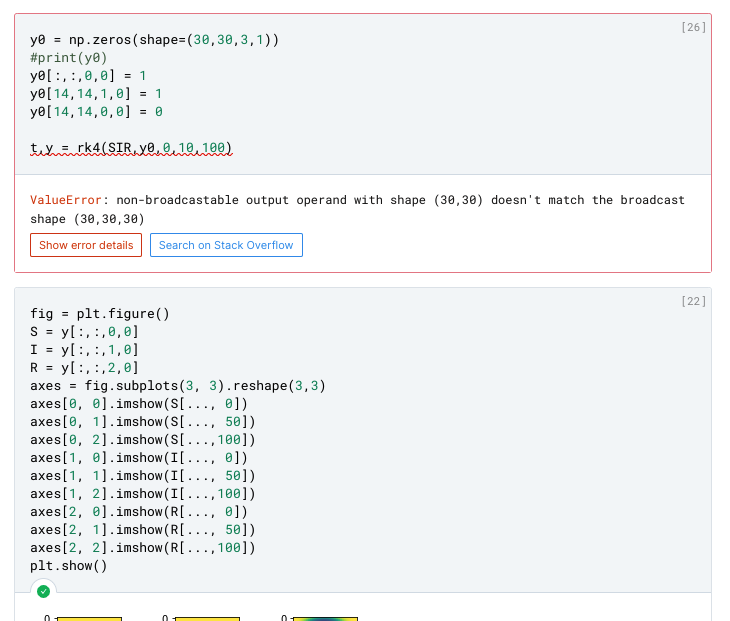 [26]
y0 = np.zeros(shape=(30,30,3,1))
#print(y0)
y0[:,:,0,0] = 1
y0[14,14,1,0] = 1
y0[14,14,0,0] = 0
t,y = rk4(SIR,y0,0,10,100)
ValueError: non-broadcastable output operand with shape (30,30) doesn't match the broadcast
shape (30,30,30)
Show error details Search on Stack Overflow
[22]
fig = plt.figure()
S = y[:,:,0,0]
I = y[:,:,1,0]
R = y[:,:,2,0]
axes = fig.subplots(3, 3).reshape(3,3)
axes[0, 0].imshow(S[..., 0])
axes[0, 1].imshow(S[..., 50])
axes[0, 2].imshow(S[...,100])
axes[1, 0].imshow(I[..., 0])
axes[1, 1].imshow(I[..., 50])
axes[1, 2].imshow(I[...,100])
axes[2, 0].imshow(R[..., 0])
axes[2, 1].imshow(R[..., 50])
axes[2, 2].imshow(R[...,100])
plt.show()
0 0 0